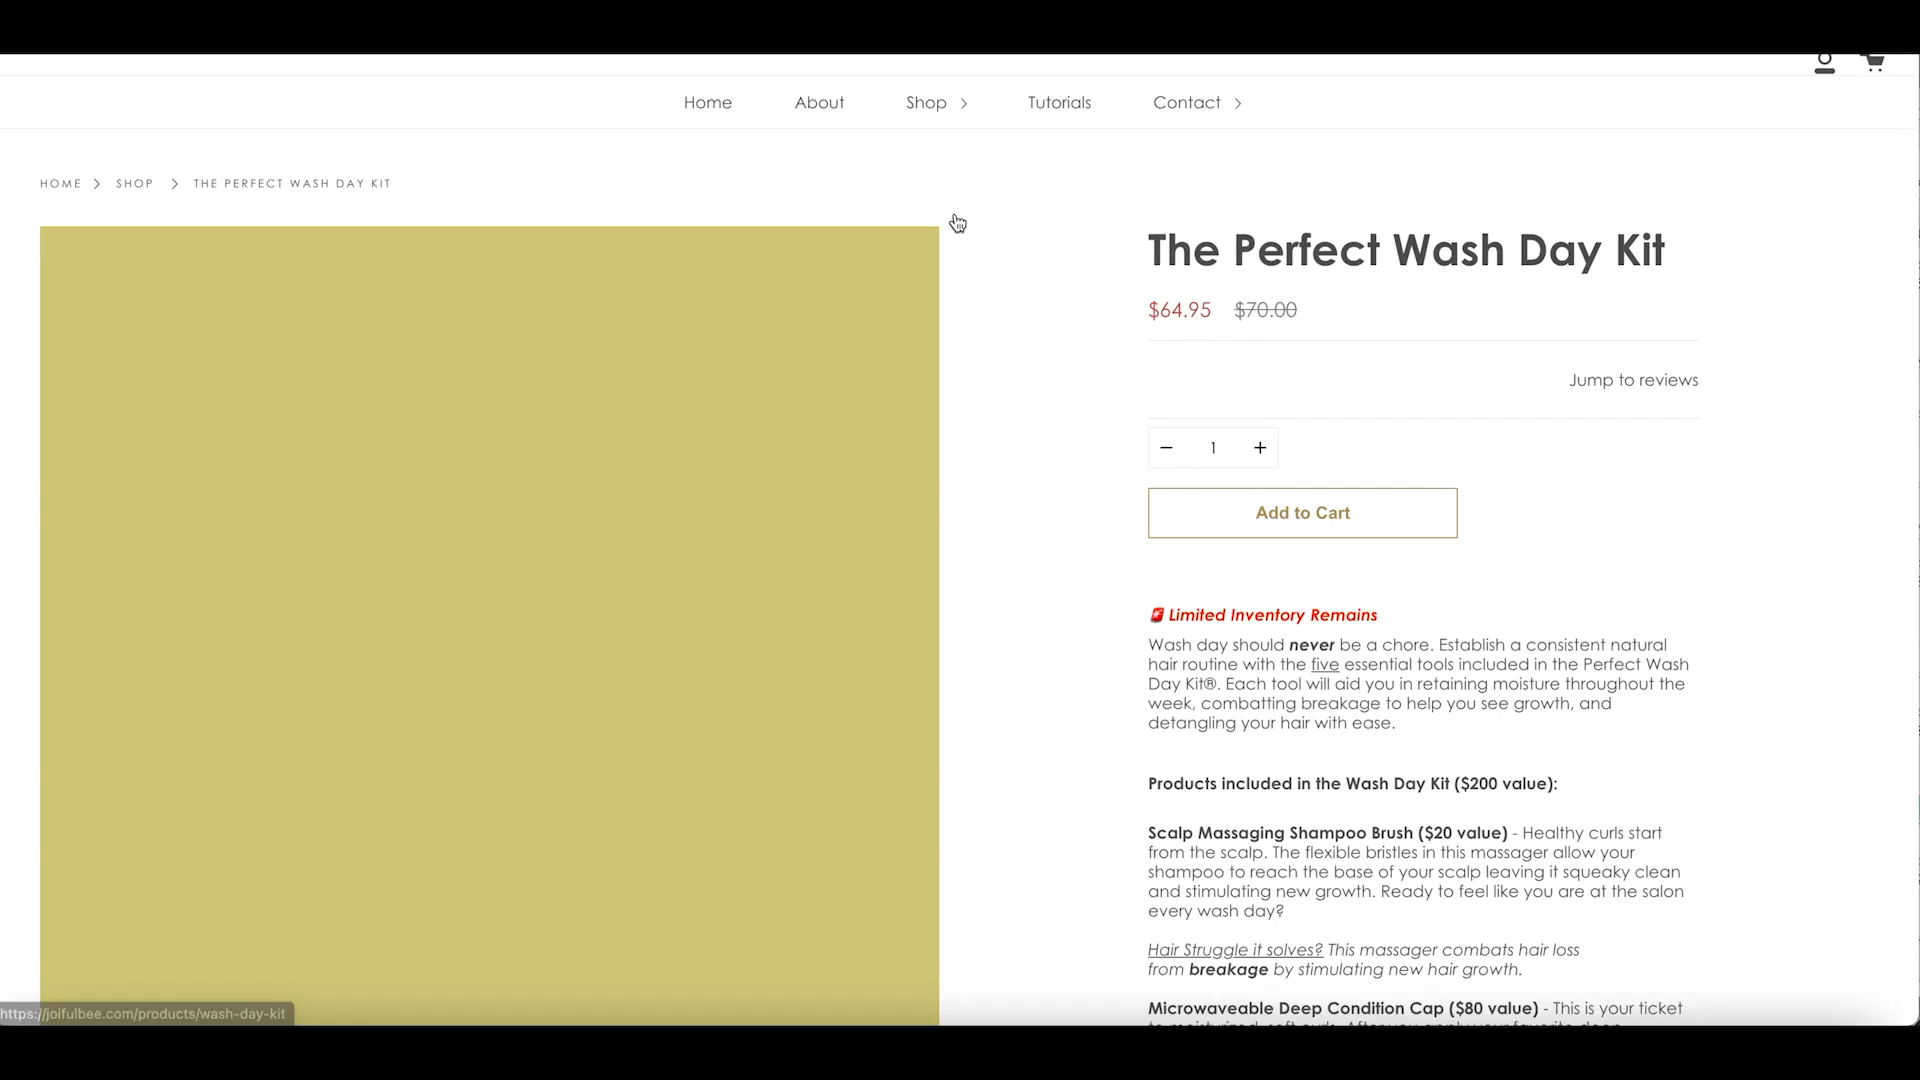 Home About Shop Tutorials Contact
HOME SHOP THE PERFECT WASH DAY KIT
The Perfect Wash Day Kit
$64.95 $70.00
Jump to reviews
1
Add to Cart
Limited Inventory Remains
Wash day should never be a chore. Establish a consistent natural
hair routine with the five essential tools included in the Perfect Wash
Day Kit®. Each tool will aid you in retaining moisture throughout the
week, combatting breakage to help you see growth, and
detangling your hair with ease.
Products included in the Wash Day Kit ($200 value):
Scalp Massaging Shampoo Brush ($20 value) - Healthy curls start
from the scalp. The flexible bristles in this massager allow your
shampoo to reach the base of your scalp leaving it squeaky clean
and stimulating new growth. Ready to feel like you are at the salon
every wash day?
Hair Struggle it solves? This massager combats hair loss
from breakage by stimulating new hair growth.
Microwaveable Deep Condition Cap ($80 value) - This is your ticket
https://joifulbee.com/products/wash-day-kit